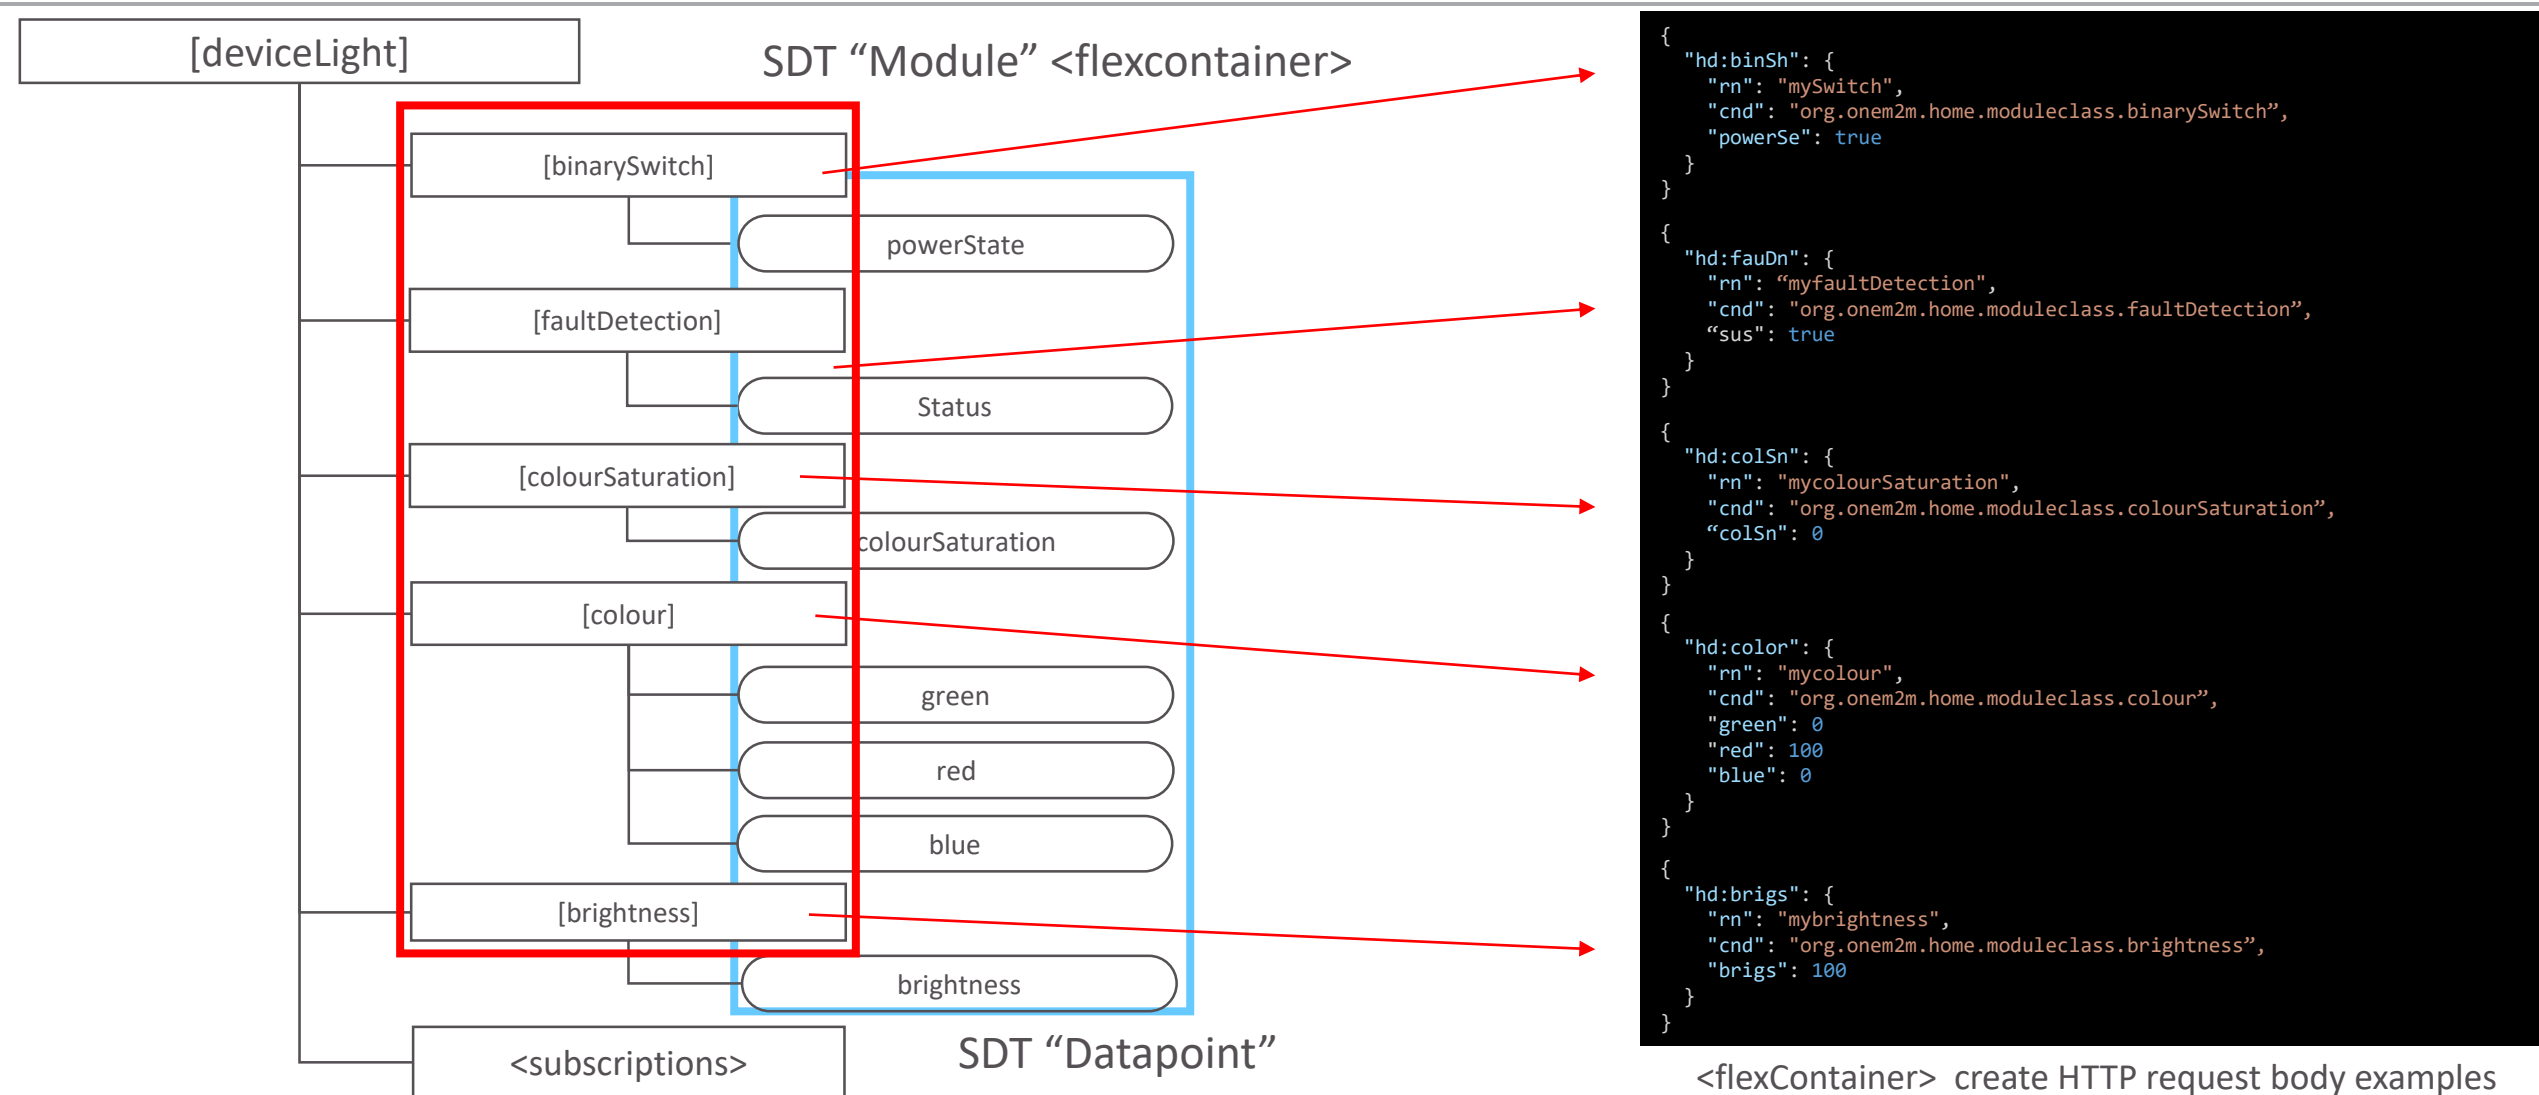 [deviceLight]
SDT “Module” <flexcontainer>
[binarySwitch]
powerState
[faultDetection]
Status
[colourSaturation]
colourSaturation
[colour]
green
red
blue
[brightness]
brightness
<subscriptions>
SDT “Datapoint”
{
"hd:binSh": {
"rn": "mySwitch",
"cnd": "org.onem2m.home.moduleclass.binarySwitch”,
"powerSe": true
}
}
{
"hd:fauDn": {
"rn": “myfaultDetection",
"cnd": "org.onem2m.home.moduleclass.faultDetection”,
“sus": true
}
}
{
"hd:colSn": {
"rn": "mycolourSaturation",
"cnd": "org.onem2m.home.moduleclass.colourSaturation”,
“colSn": 0
}
}
{
"hd:color": {
"rn": "mycolour",
"cnd": "org.onem2m.home.moduleclass.colour”,
"green": 0
"red": 100
"blue": 0
}
}
{
"hd:brigs": {
"rn": "mybrightness",
"cnd": "org.onem2m.home.moduleclass.brightness”,
"brigs": 100
}
}
<flexContainer> create HTTP request body examples